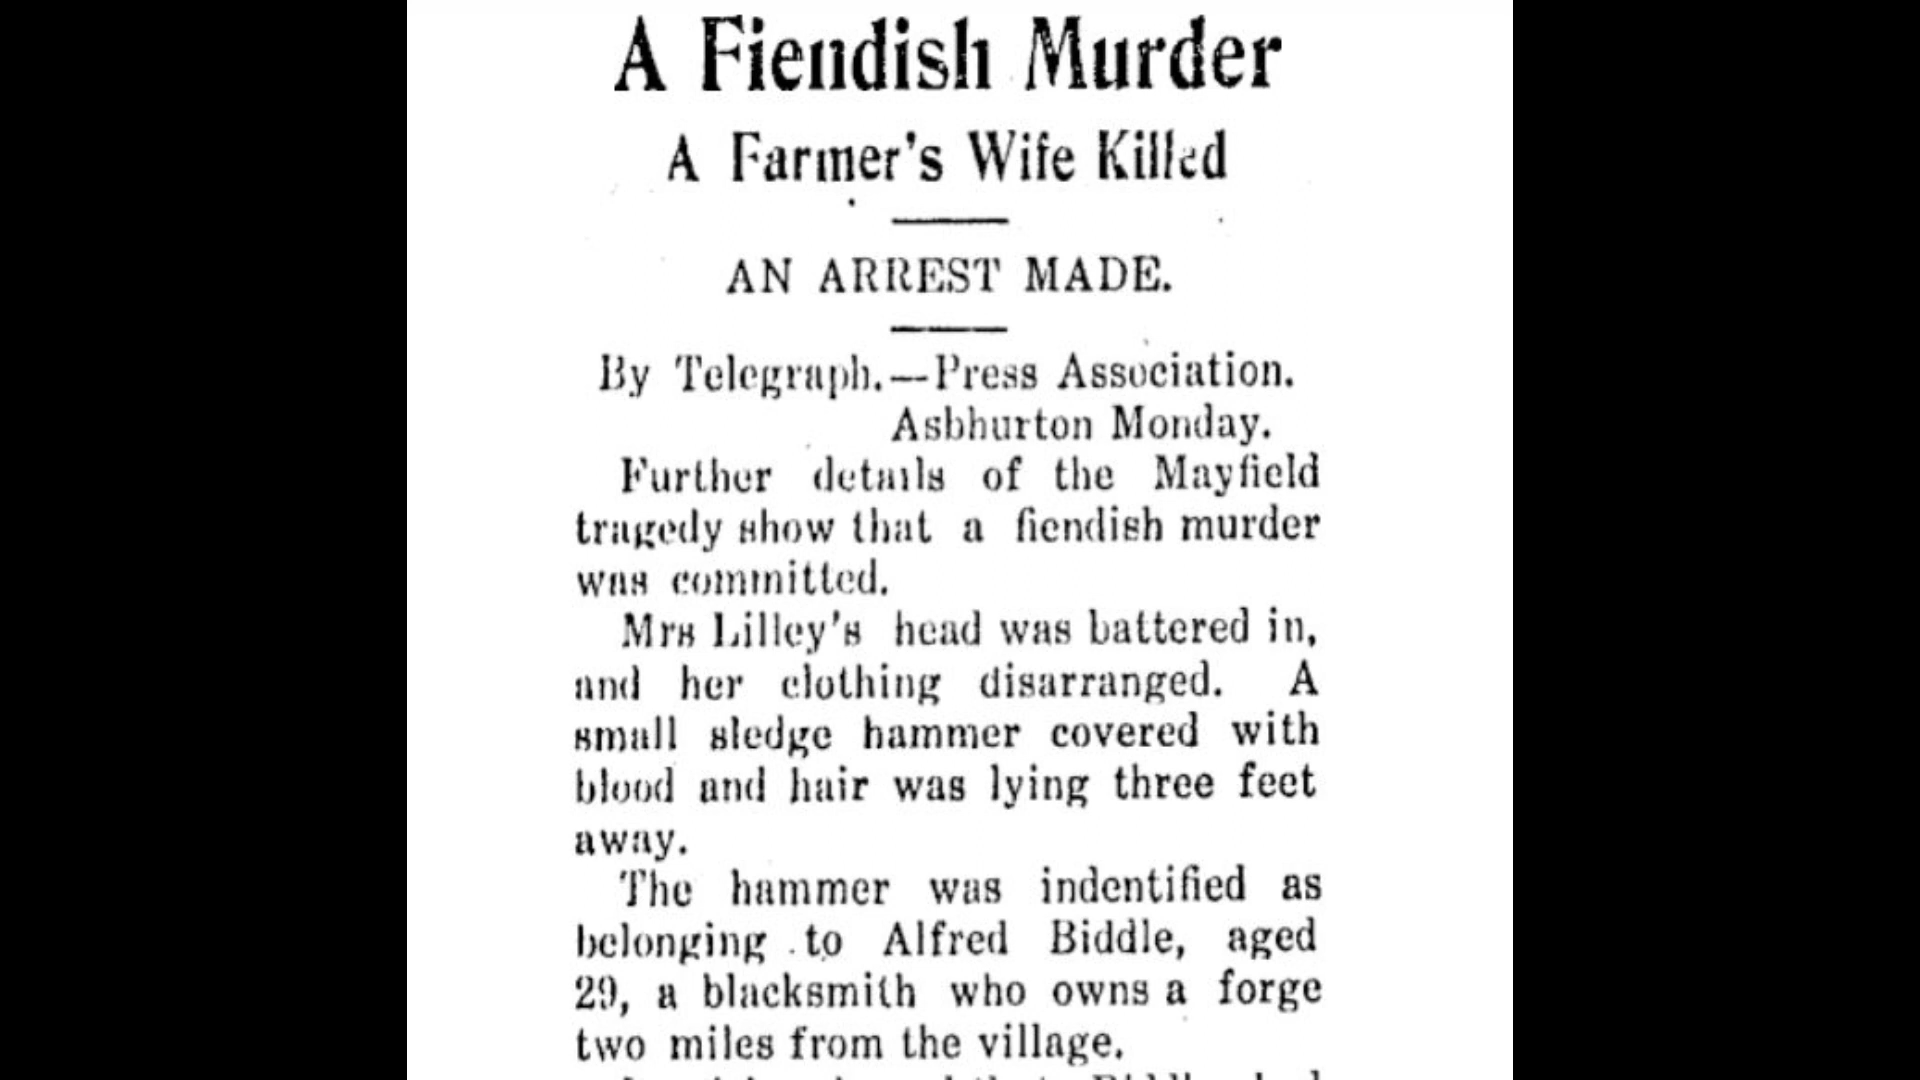 A Fiendish Murder
A Farmer's Wife Killed
AN ARREST MADE.
By Telegraph.—Press Association.
Asbhurton Monday.
Further details of the Mayfield
tragedy show that a fiendish murder
was committed.
Mrs Lilley's head was battered in,
and her clothing disarranged. A
small sledge hammer covered with
blood and hair was lying three feet
away.
The hammer was indentified as
belonging to Alfred Biddle, aged
29, a blacksmith who owns a forge
two miles from the village.